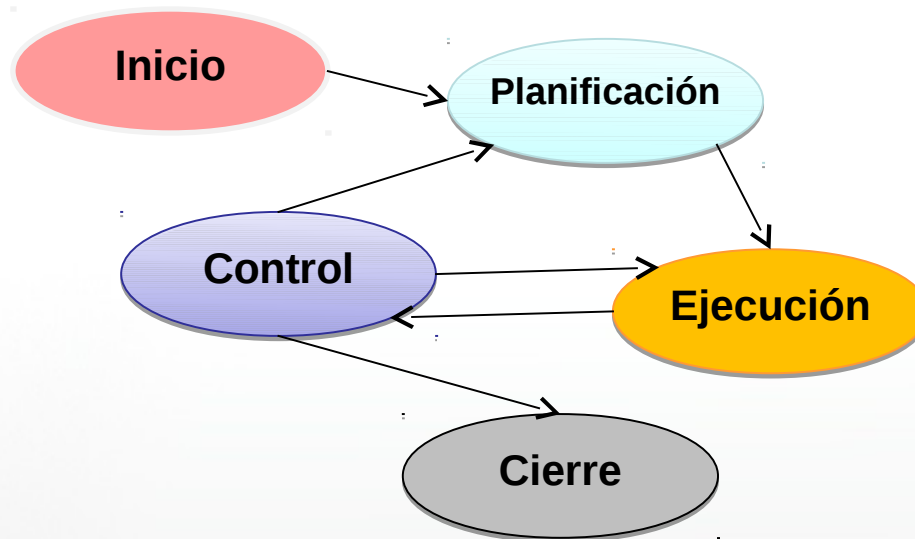 Inicio
Planificación
Control
Ejecución
Cierre